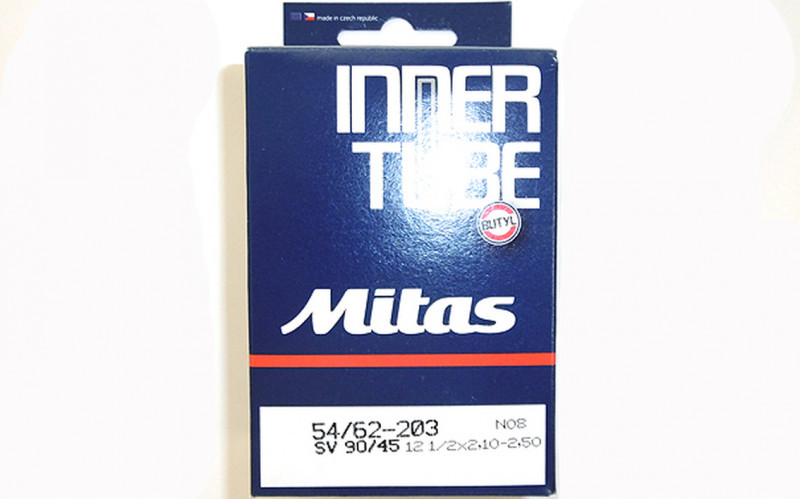 made in czech republic
INNER
TUBE
BUTYL
Mitas
54/62-203 N08
SV 90/45 12 1/2x2,10-2,50